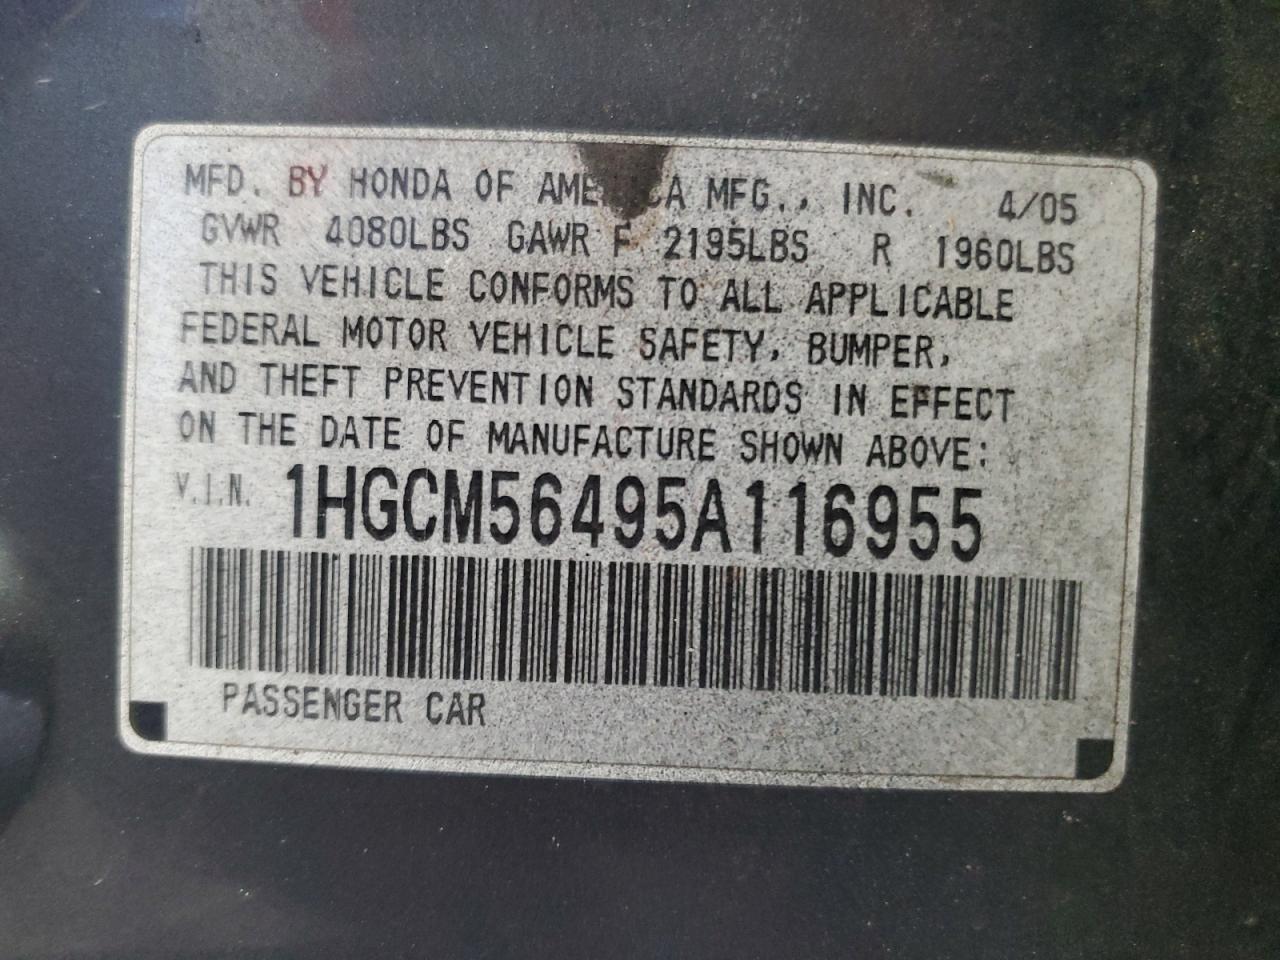 MFD. BY HONDA OF AMERICA MFG., INC. 4/05
GVWR 4080LBS GAWR F 2195LBS R 1960LBS
THIS VEHICLE CONFORMS TO ALL APPLICABLE
FEDERAL MOTOR VEHICLE SAFETY, BUMPER,
AND THEFT PREVENTION STANDARDS IN EFFECT
ON THE DATE OF MANUFACTURE SHOWN ABOVE:
V.I.N. 1HGCM56495A116955
PASSENGER CAR